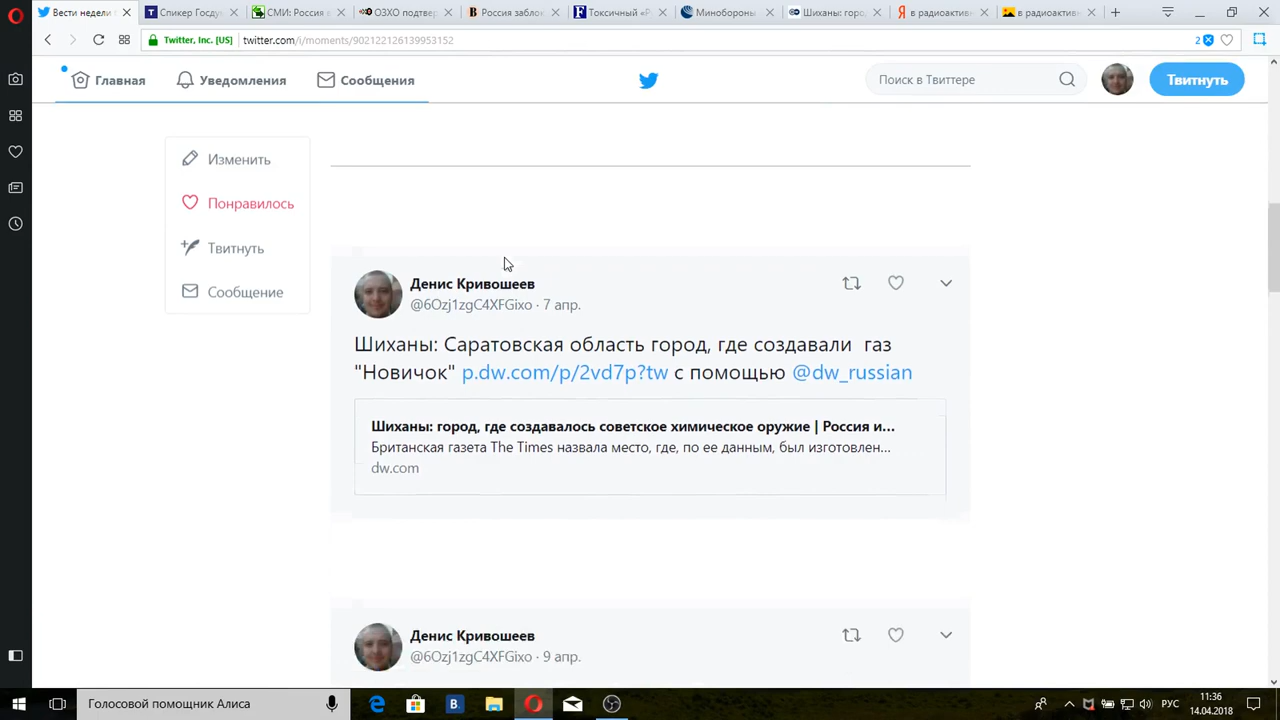 Вести недели
Спикер Госду
СМИ: Россия в
ОЗХО подтвер
Россия заблок
Токсичный «Р
Минобороны
Шиханы: горо
в радиоактив
в радиоактив
Twitter, Inc. [US]
twitter.com/i/moments/902122126139953152
2
Главная
Уведомления
Сообщения
Поиск в Твиттере
Твитнуть
Изменить
Понравилось
Твитнуть
Сообщение
Денис Кривошеев
@6Ozj1zgC4XFGixo · 7 апр.
Шиханы: Саратовская область город, где создавали газ
"Новичок" p.dw.com/p/2vd7p?tw с помощью @dw_russian
Шиханы: город, где создавалось советское химическое оружие | Россия и...
Британская газета The Times назвала место, где, по ее данным, был изготовлен...
dw.com
Денис Кривошеев
@6Ozj1zgC4XFGixo · 9 апр.
Голосовой помощник Алиса
РУС
11:36
14.04.2018